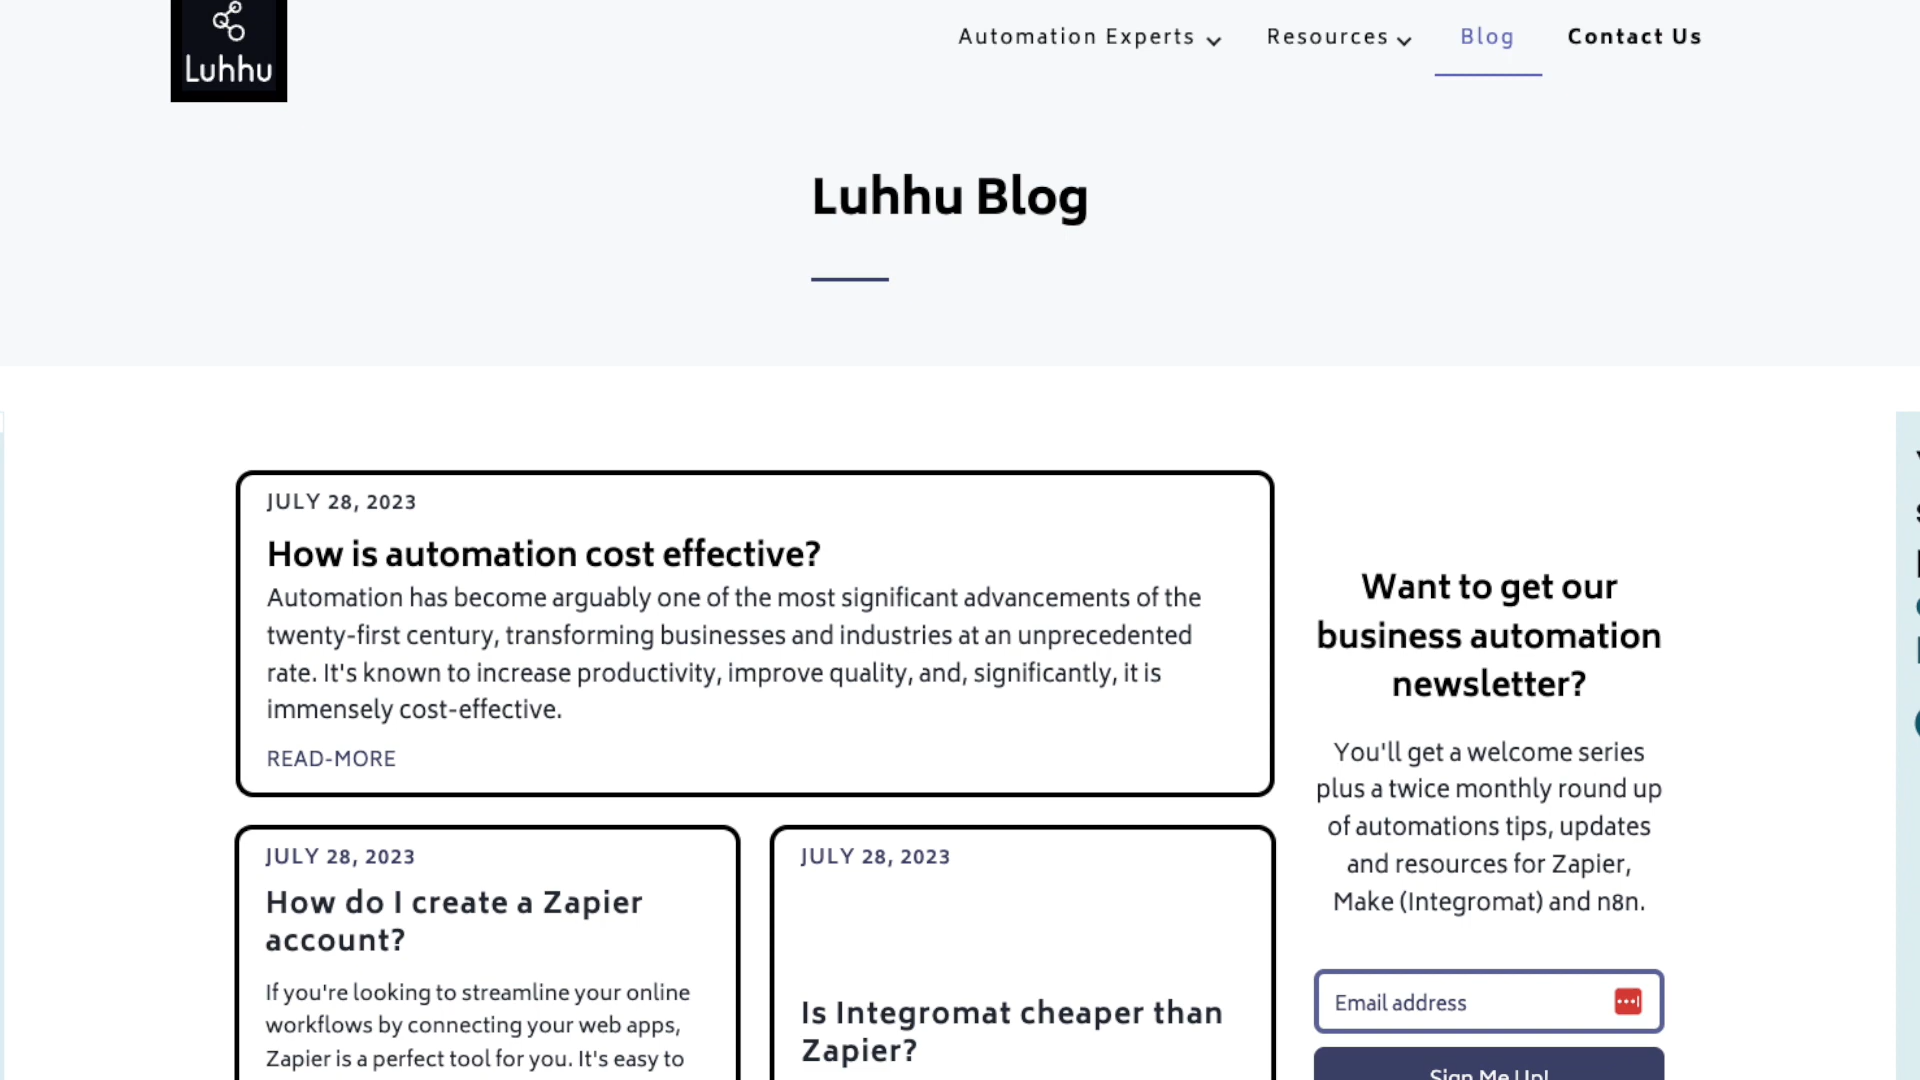 Luhhu
Automation Experts
Resources
Blog
Contact Us
Luhhu Blog
JULY 28, 2023
How is automation cost effective?
Automation has become arguably one of the most significant advancements of the
twenty-first century, transforming businesses and industries at an unprecedented
rate. It's known to increase productivity, improve quality, and, significantly, it is
immensely cost-effective.
READ-MORE
JULY 28, 2023
How do I create a Zapier
account?
If you're looking to streamline your online
workflows by connecting your web apps,
Zapier is a perfect tool for you. It's easy to
JULY 28, 2023
Is Integromat cheaper than
Zapier?
Want to get our
business automation
newsletter?
You'll get a welcome series
plus a twice monthly round up
of automations tips, updates
and resources for Zapier,
Make (Integromat) and n8n.
Email address
Sign Me Up!